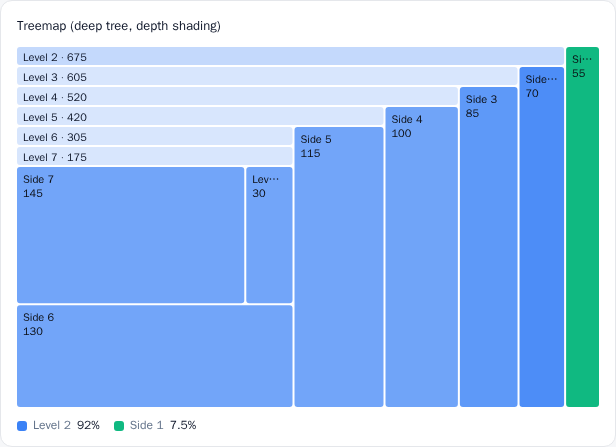 Treemap (deep tree, depth shading)
Level 2 · 675
Si···
55
Level 3 · 605
Side···
70
Level 4 · 520
Side 3
85
Level 5 · 420
Side 4
100
Level 6 · 305
Side 5
115
Level 7 · 175
Side 7
145
Lev···
30
Side 6
130
Level 2 92%
Side 1 7.5%